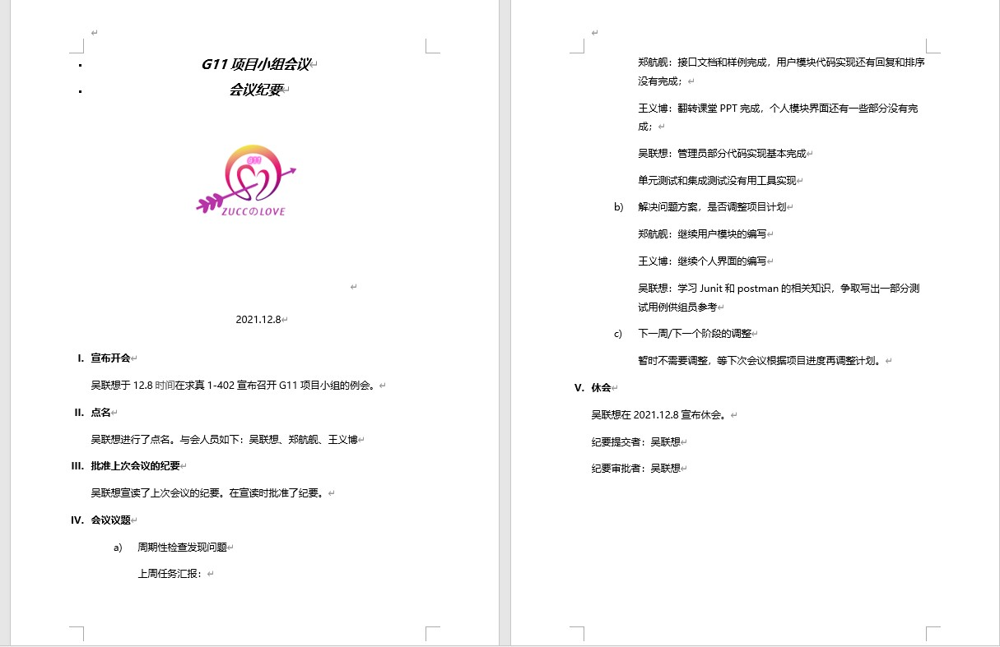 G11 项目小组会议
会议纪要
G11
ZUCCのLOVE
2021.12.8
I. 宣布开会
吴联想于 12.8 时间在求真 1-402 宣布召开 G11 项目小组的例会。
II. 点名
吴联想进行了点名。与会人员如下：吴联想、郑航舰、王义博
III. 批准上次会议的纪要
吴联想宣读了上次会议的纪要。在宣读时批准了纪要。
IV. 会议议题
a) 周期性检查发现问题
上周任务汇报：
郑航舰：接口文档和样例完成，用户模块代码实现还有回复和排序
没有完成；
王义博：翻转课堂 PPT 完成，个人模块界面还有一些部分没有完
成；
吴联想：管理员部分代码实现基本完成
单元测试和集成测试没有用工具实现
b) 解决问题方案，是否调整项目计划
郑航舰：继续用户模块的编写
王义博：继续个人界面的编写
吴联想：学习 Junit 和 postman 的相关知识，争取写出一部分测
试用例供组员参考
c) 下一周/下一个阶段的调整
暂时不需要调整，等下次会议根据项目进度再调整计划。
V. 休会
吴联想在 2021.12.8 宣布休会。
纪要提交者：吴联想
纪要审批者：吴联想